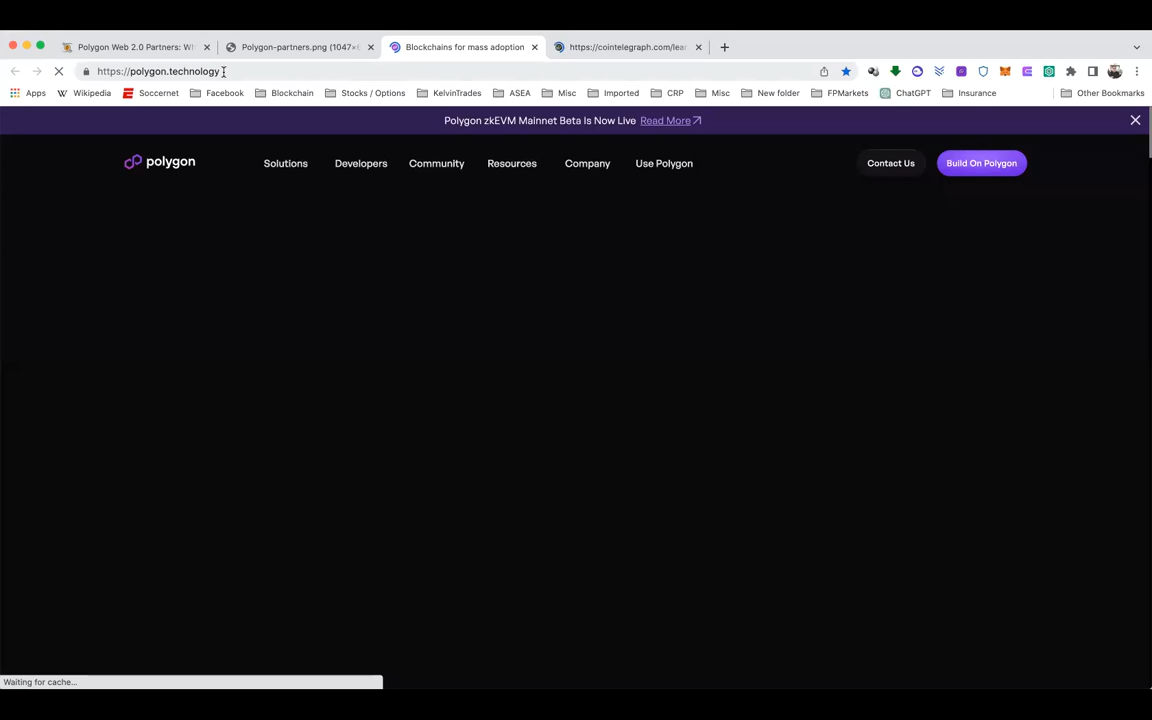 Polygon Web 2.0 Partners: Wh
Polygon-partners.png (1047×
Blockchains for mass adoption
https://cointelegraph.com/lear
https://polygon.technology
Apps
Wikipedia
Soccernet
Facebook
Blockchain
Stocks / Options
KelvinTrades
ASEA
Misc
Imported
CRP
Misc
New folder
FPMarkets
ChatGPT
Insurance
Other Bookmarks
Polygon zkEVM Mainnet Beta Is Now Live Read More
polygon
Solutions
Developers
Community
Resources
Company
Use Polygon
Contact Us
Build On Polygon
Waiting for cache...